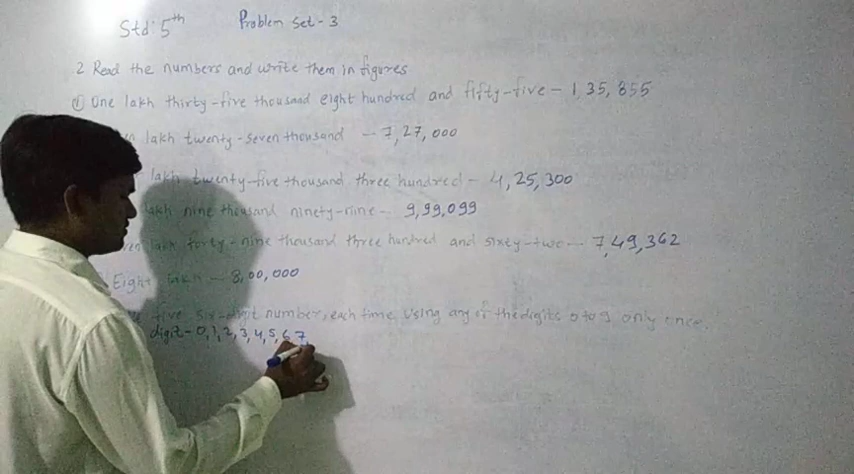 Std: 5th Problem Set - 3
2 Read the numbers and write them in figures
① One lakh thirty-five thousand eight hundred and fifty-five - 1,35,855
lakh twenty-seven thousand - 7,27,000
lakh twenty-five thousand three hundred - 4,25,300
lakh nine thousand ninety-nine - 9,99,099
lakh forty-nine thousand three hundred and sixty-two - 7,49,362
Eight lakh - 8,00,000
five six-digit number, each time Using any of the digits 0 to 9 only once.
digit - 0,1,2,3,4,5,6,7